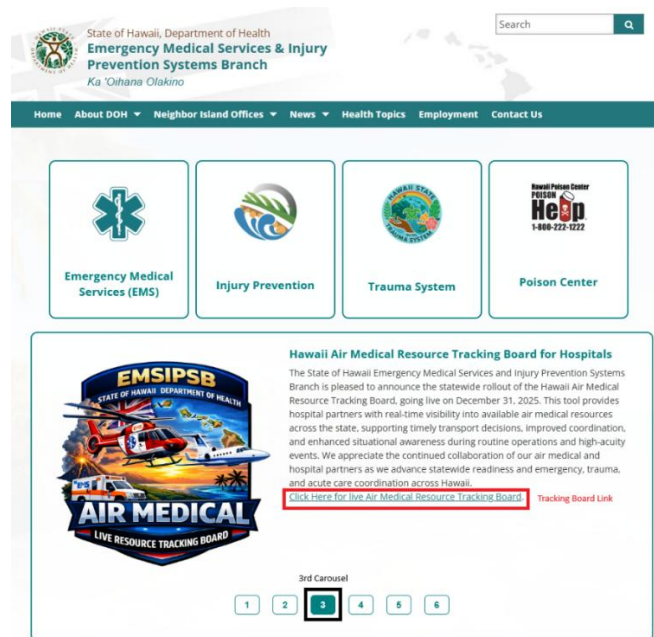 Search
State of Hawaii, Department of Health
Emergency Medical Services & Injury
Prevention Systems Branch
Ka ʻOihana Olakino
Home About DOH Neighbor Island Offices News Health Topics Employment Contact Us
Emergency Medical
Services (EMS)
Injury Prevention
HAWAII STATE
TRAUMA SYSTEM
Trauma System
Hawaii Poison Center
POISON
Help
1-800-222-1222
Poison Center
EMSIPSB
STATE OF HAWAII DEPARTMENT OF HEALTH
EMS
AIR MEDICAL
LIVE RESOURCE TRACKING BOARD
Hawaii Air Medical Resource Tracking Board for Hospitals
The State of Hawaii Emergency Medical Services and Injury Prevention Systems
Branch is pleased to announce the statewide rollout of the Hawaii Air Medical
Resource Tracking Board, going live on December 31, 2025. This tool provides
hospital partners with real-time visibility into available air medical resources
across the state, supporting timely transport decisions, improved coordination,
and enhanced situational awareness during routine operations and high-acuity
events. We appreciate the continued collaboration of our air medical and
hospital partners as we advance statewide readiness and emergency, trauma,
and acute care coordination across Hawaii.
Click Here for live Air Medical Resource Tracking Board. Tracking Board Link
3rd Carousel
1 2 3 4 5 6